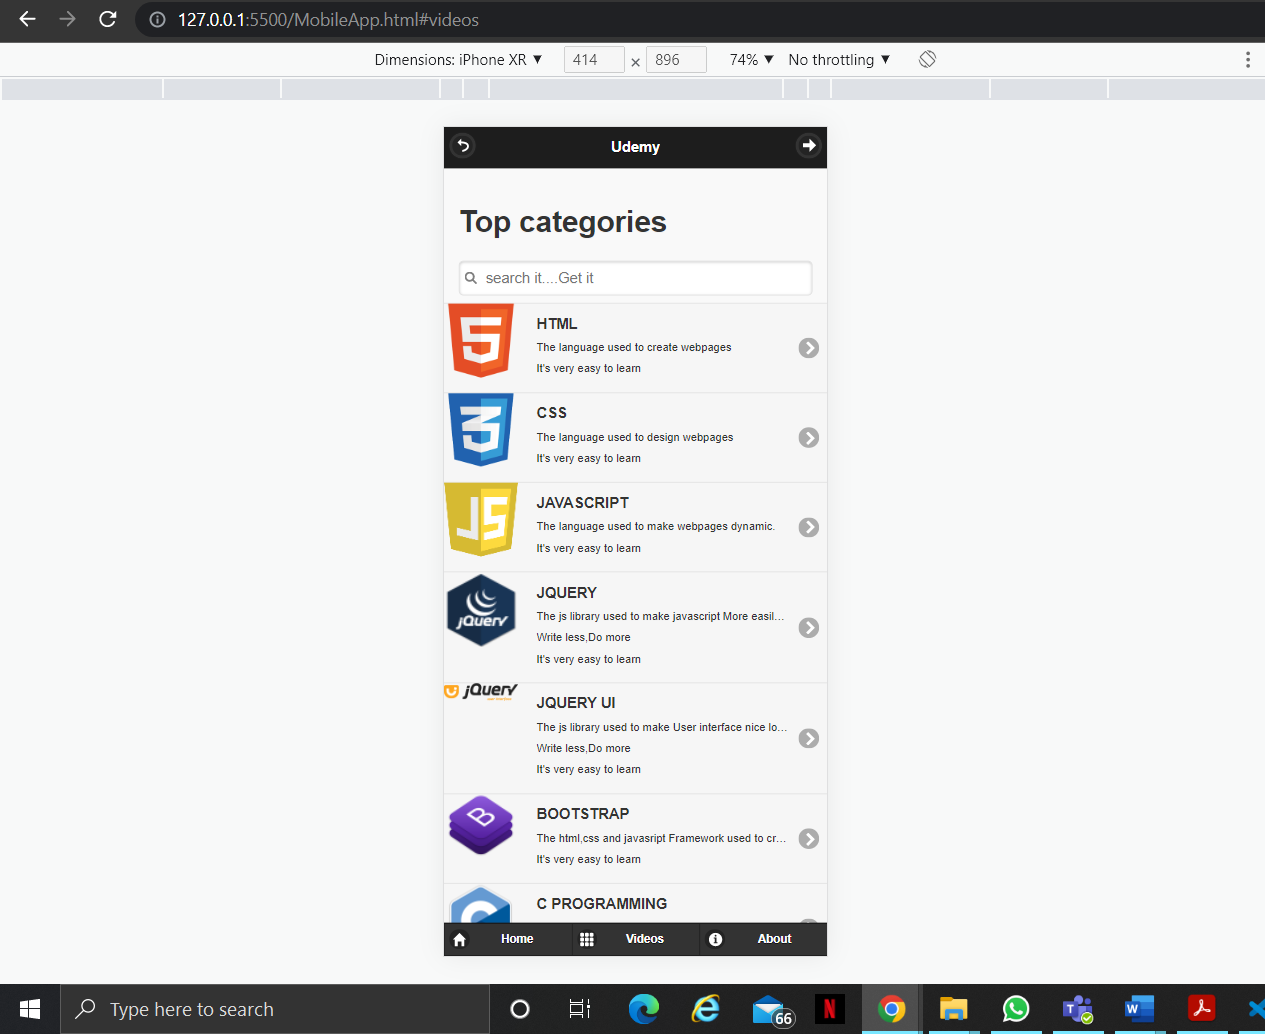 127.0.0.1:5500/MobileApp.html#videos
Dimensions: iPhone XR ▼ 414 × 896 74% ▼ No throttling ▼
Udemy
Top categories
search it....Get it
HTML
The language used to create webpages
It's very easy to learn
CSS
The language used to design webpages
It's very easy to learn
JS
JAVASCRIPT
The language used to make webpages dynamic.
It's very easy to learn
jQuery
JQUERY
The js library used to make javascript More easil...
Write less,Do more
It's very easy to learn
jQuery
JQUERY UI
The js library used to make User interface nice lo...
Write less,Do more
It's very easy to learn
B
BOOTSTRAP
The html,css and javasript Framework used to cr...
It's very easy to learn
C PROGRAMMING
Home Videos About
Type here to search
66